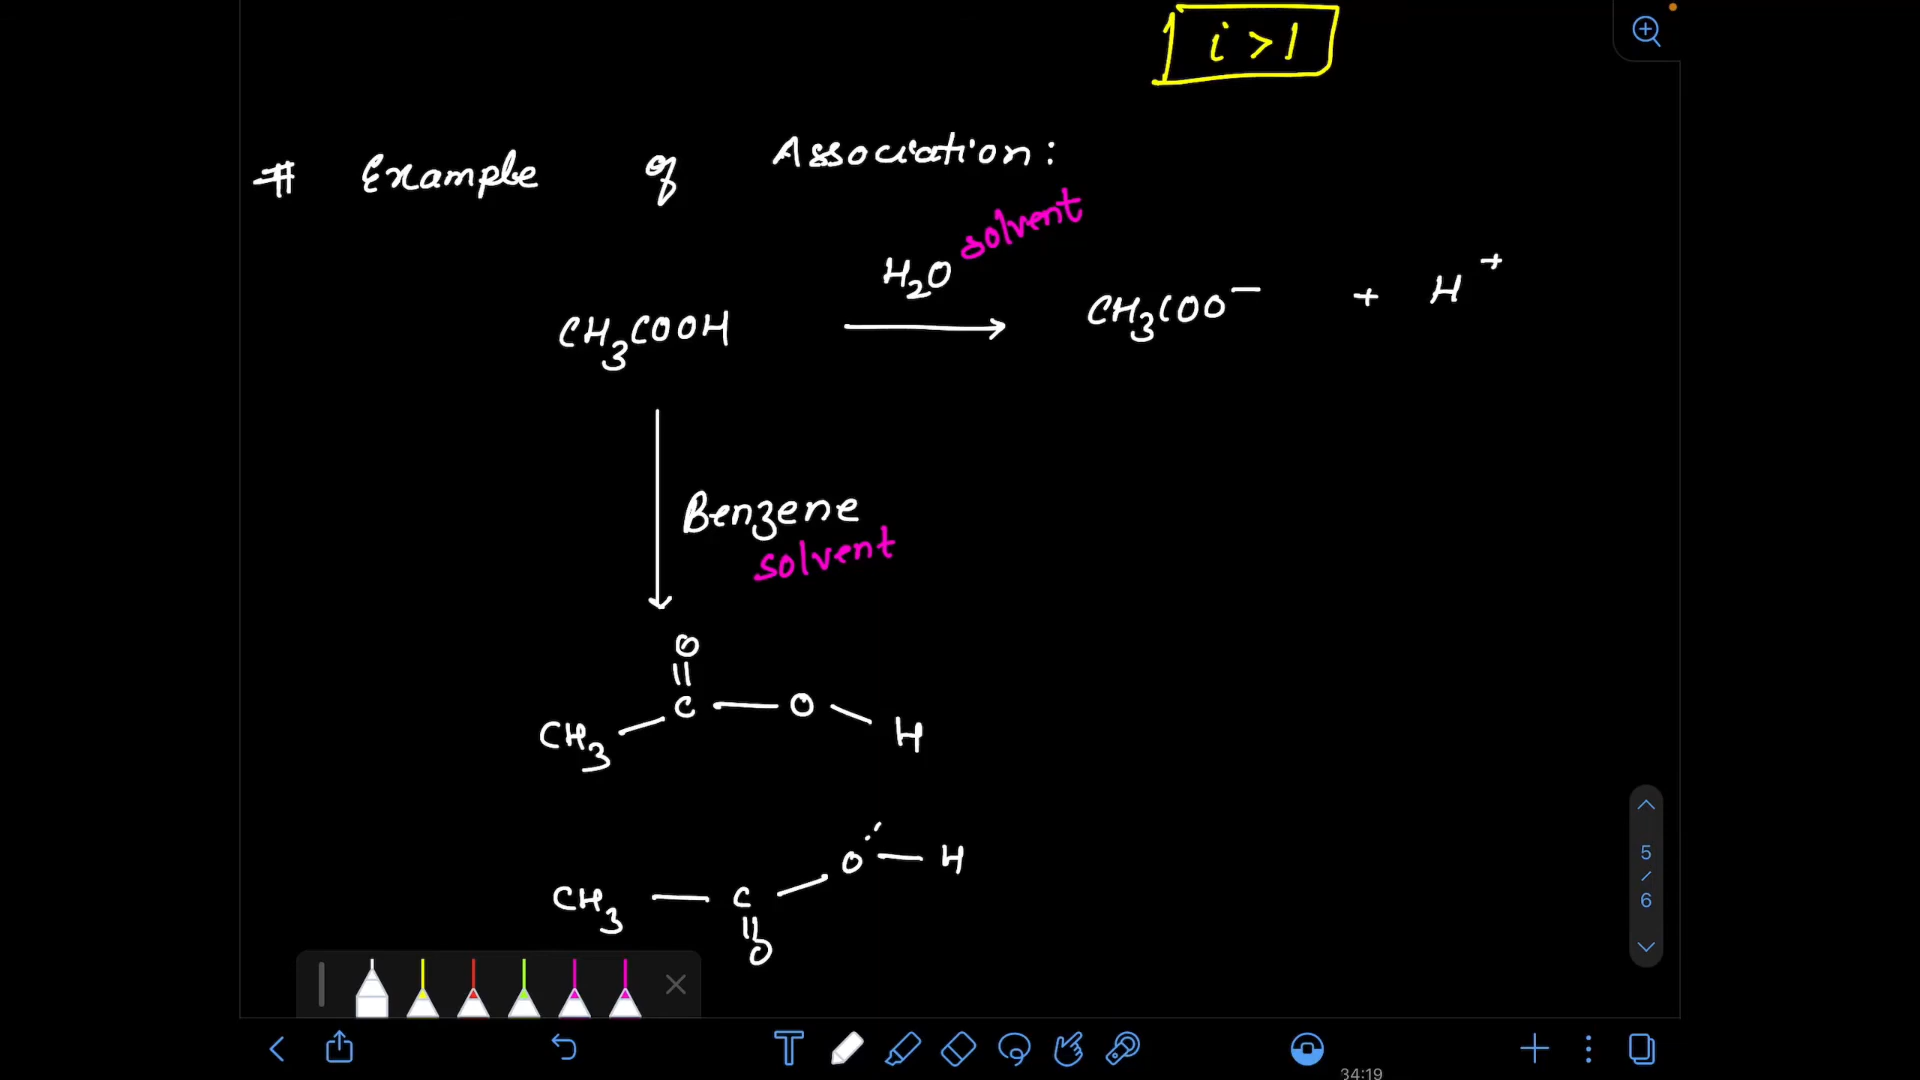 i > 1
# Example of Association:
solvent
H2O
CH3COOH → CH3COO⁻ + H⁺
Benzene
solvent
O
||
CH3 — C — O — H
CH3 — C — O — H
||
O
5
/
6
T
34:19